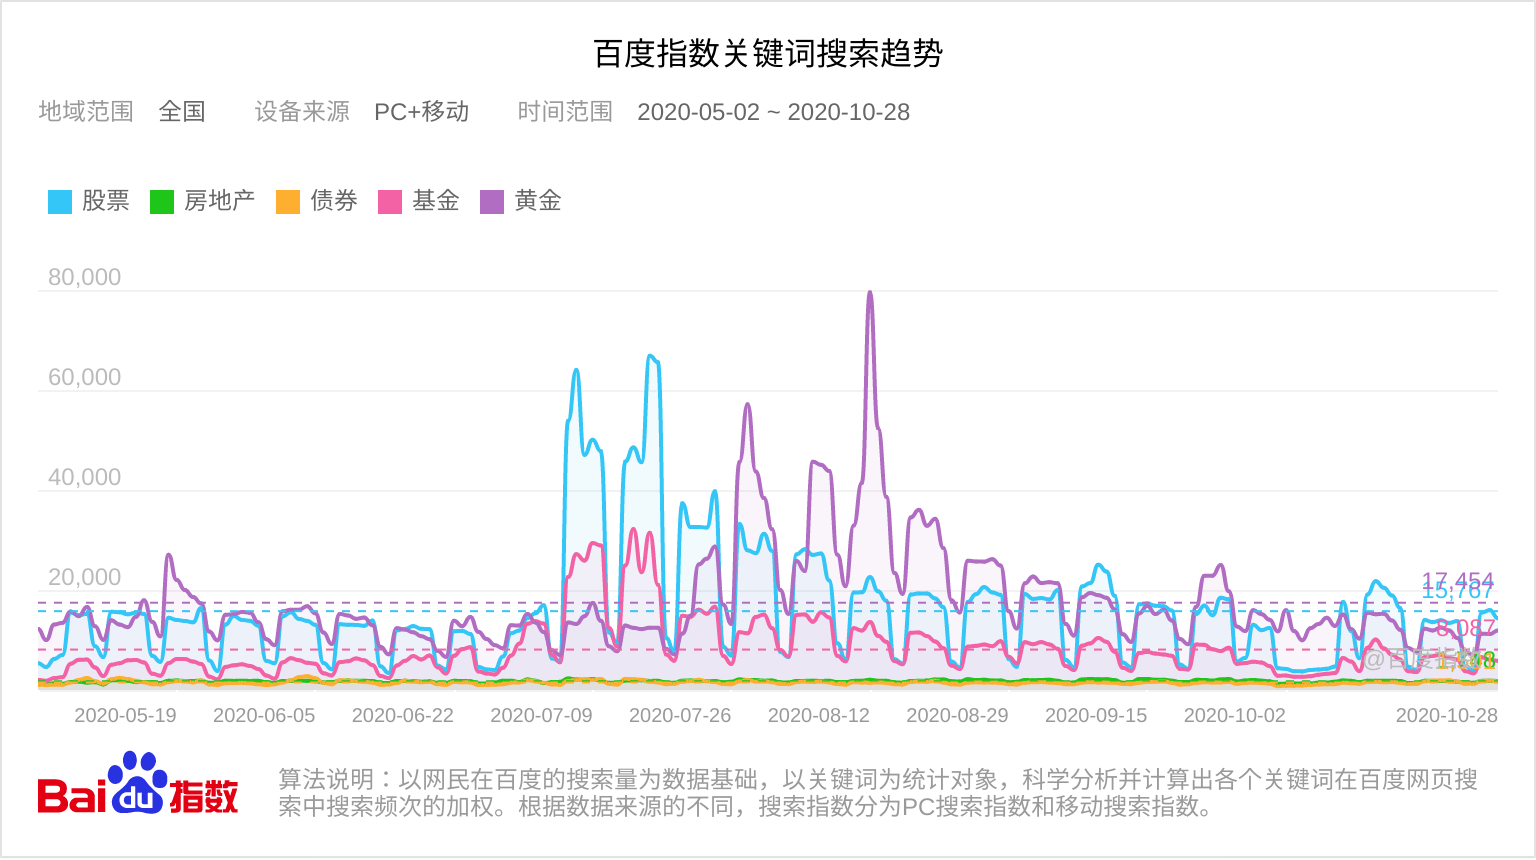 百度指数关键词搜索趋势
地域范围 全国 设备来源 PC+移动 时间范围 2020-05-02 ~ 2020-10-28
股票 房地产 债券 基金 黄金
80,000
60,000
40,000
20,000
17,454
15,767
8,087
@百度指数
2020-05-19 2020-06-05 2020-06-22 2020-07-09 2020-07-26 2020-08-12 2020-08-29 2020-09-15 2020-10-02 2020-10-28
Bai du 指数
算法说明：以网民在百度的搜索量为数据基础，以关键词为统计对象，科学分析并计算出各个关键词在百度网页搜
索中搜索频次的加权。根据数据来源的不同，搜索指数分为PC搜索指数和移动搜索指数。